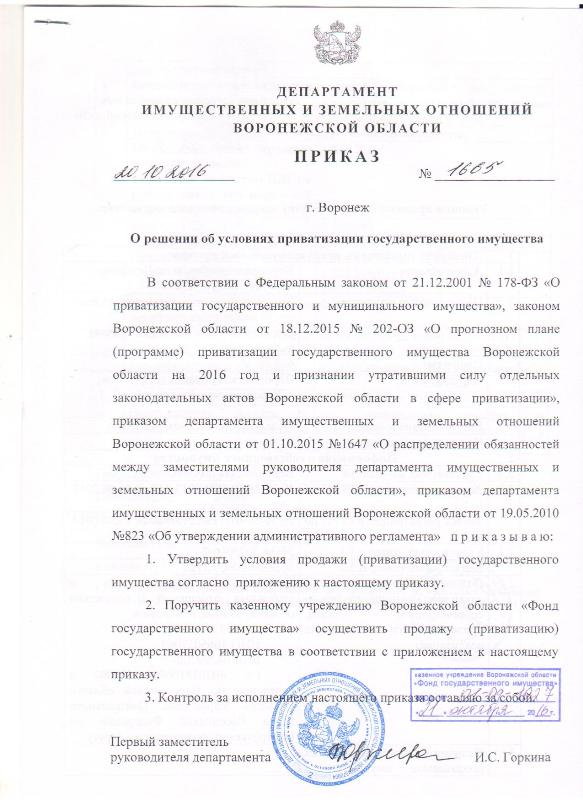 ДЕПАРТАМЕНТ
ИМУЩЕСТВЕННЫХ И ЗЕМЕЛЬНЫХ ОТНОШЕНИЙ
ВОРОНЕЖСКОЙ ОБЛАСТИ
ПРИКАЗ
20.10.2016 № 1665
г. Воронеж
О решении об условиях приватизации государственного имущества
В соответствии с Федеральным законом от 21.12.2001 № 178-ФЗ «О
приватизации государственного и муниципального имущества», законом
Воронежской области от 18.12.2015 № 202-ОЗ «О прогнозном плане
(программе) приватизации государственного имущества Воронежской
области на 2016 год и признании утратившими силу отдельных
законодательных актов Воронежской области в сфере приватизации»,
приказом департамента имущественных и земельных отношений
Воронежской области от 01.10.2015 №1647 «О распределении обязанностей
между заместителями руководителя департамента имущественных и
земельных отношений Воронежской области», приказом департамента
имущественных и земельных отношений Воронежской области от 19.05.2010
№823 «Об утверждении административного регламента» п р и к а з ы в а ю:
1. Утвердить условия продажи (приватизации) государственного
имущества согласно приложению к настоящему приказу.
2. Поручить казенному учреждению Воронежской области «Фонд
государственного имущества» осуществить продажу (приватизацию)
государственного имущества в соответствии с приложением к настоящему
приказу.
казенное учреждение Воронежской области
«Фонд государственного имущества»
3. Контроль за исполнением настоящего приказа оставляю за собой.
«21» октября 2016 г.
Первый заместитель
руководителя департамента И.С. Горкина